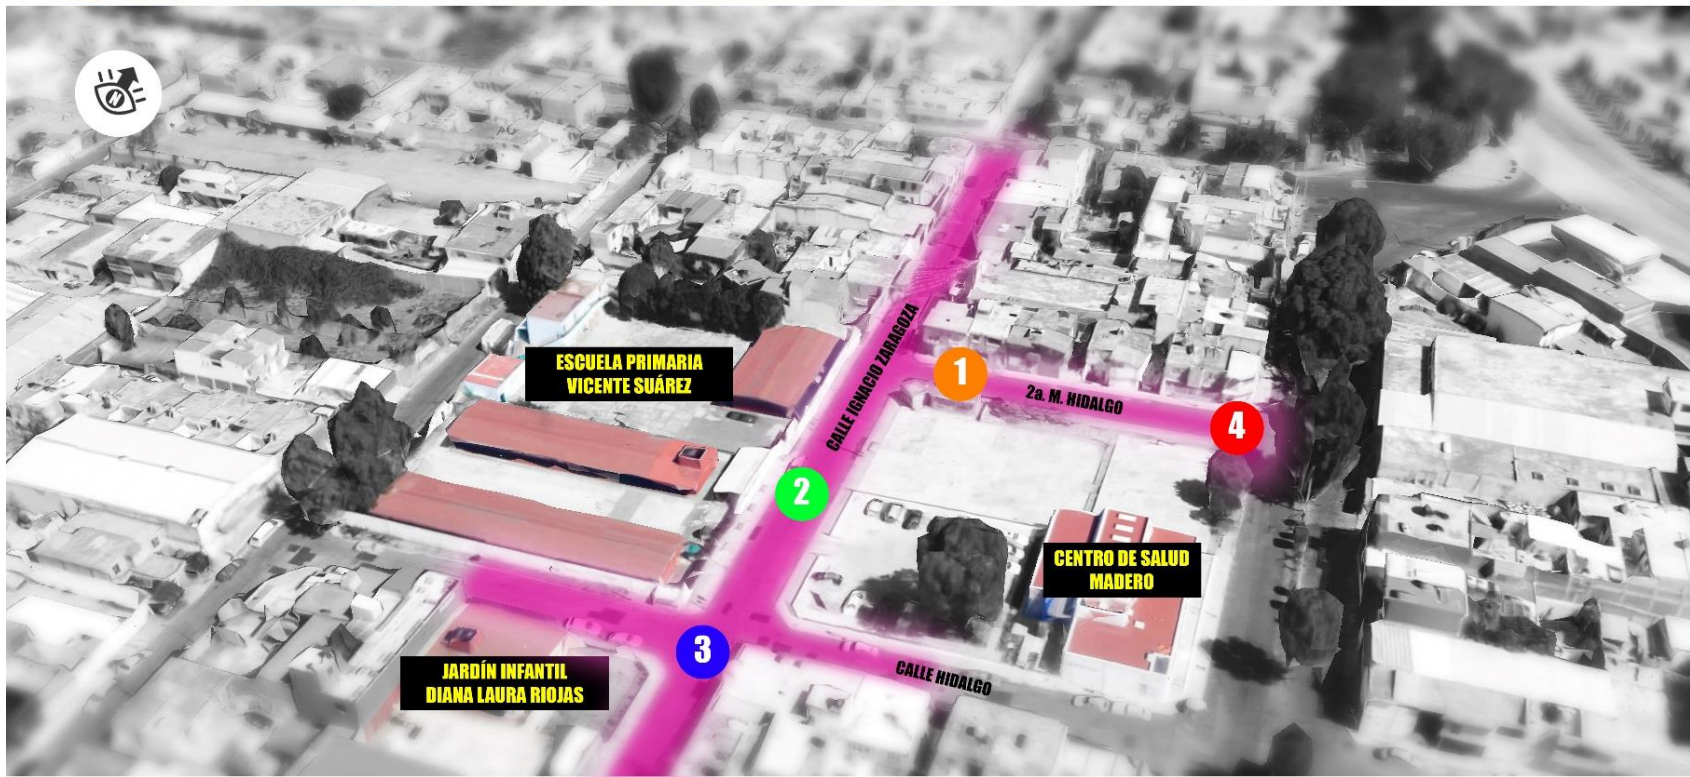 N
ESCUELA PRIMARIA
VICENTE SUÁREZ
CALLE IGNACIO ZARAGOZA
1
2a. M. HIDALGO
4
2
CENTRO DE SALUD
MADERO
3
CALLE HIDALGO
JARDÍN INFANTIL
DIANA LAURA RIOJAS